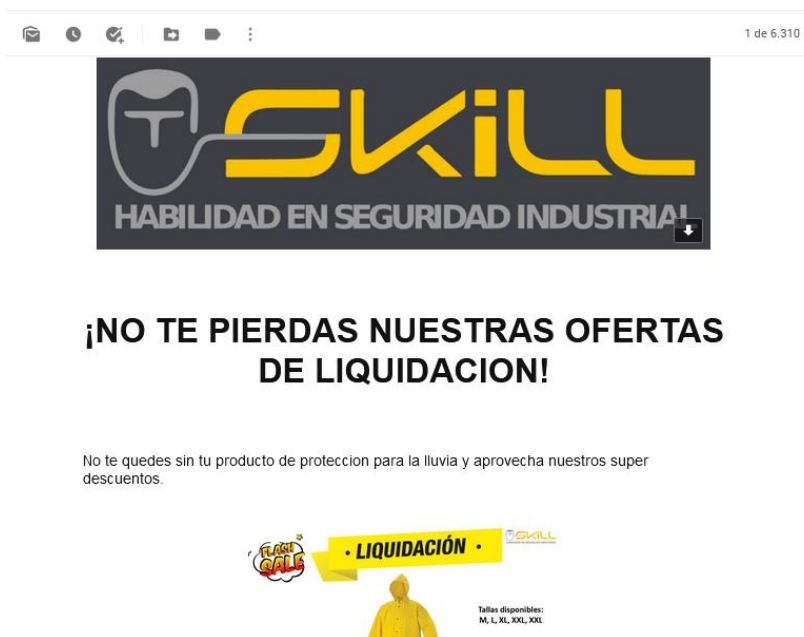 1 de 6.310
SKiLL
HABILIDAD EN SEGURIDAD INDUSTRIAL
¡NO TE PIERDAS NUESTRAS OFERTAS
DE LIQUIDACION!
No te quedes sin tu producto de proteccion para la lluvia y aprovecha nuestros super
descuentos.
FLASH
SALE
• LIQUIDACIÓN •
SKiLL
Tallas disponibles:
M, L, XL, XXL, XXL